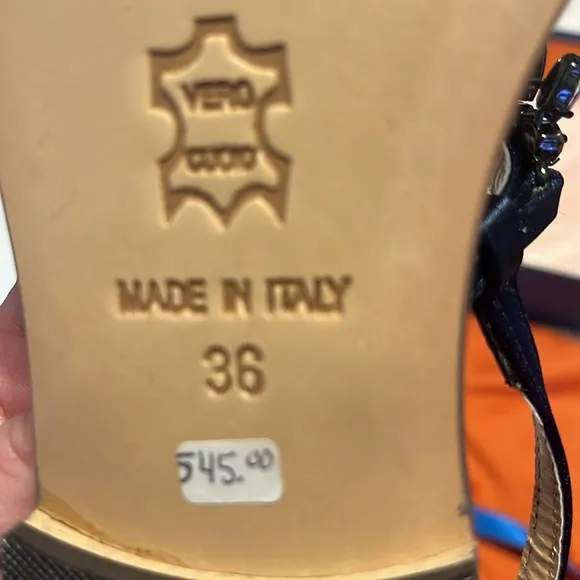 VERO
CUOIO
MADE IN ITALY
36
545.00